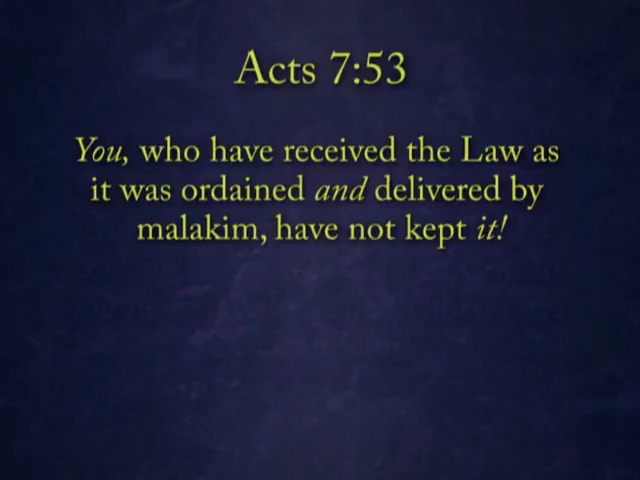 Acts 7:53
You, who have received the Law as
it was ordained and delivered by
malakim, have not kept it!